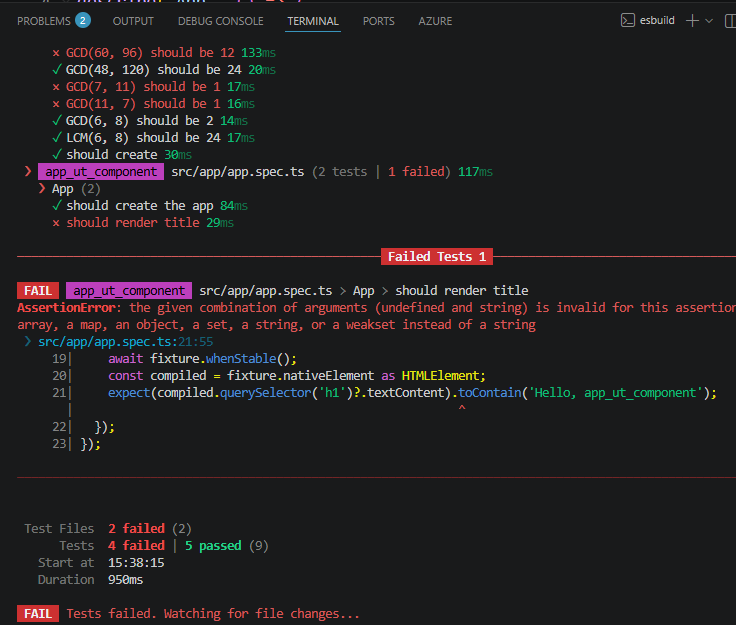 PROBLEMS 2 OUTPUT DEBUG CONSOLE TERMINAL PORTS AZURE esbuild
× GCD(60, 96) should be 12 133ms
✓ GCD(48, 120) should be 24 20ms
× GCD(7, 11) should be 1 17ms
× GCD(11, 7) should be 1 16ms
✓ GCD(6, 8) should be 2 14ms
✓ LCM(6, 8) should be 24 17ms
✓ should create 30ms
❯ app_ut_component src/app/app.spec.ts (2 tests | 1 failed) 117ms
❯ App (2)
✓ should create the app 84ms
× should render title 29ms
Failed Tests 1
FAIL app_ut_component src/app/app.spec.ts > App > should render title
AssertionError: the given combination of arguments (undefined and string) is invalid for this assertion
array, a map, an object, a set, a string, or a weakset instead of a string
❯ src/app/app.spec.ts:21:55
19| await fixture.whenStable();
20| const compiled = fixture.nativeElement as HTMLElement;
21| expect(compiled.querySelector('h1')?.textContent).toContain('Hello, app_ut_component');
| ^
22| });
23| });
Test Files 2 failed (2)
Tests 4 failed | 5 passed (9)
Start at 15:38:15
Duration 950ms
FAIL Tests failed. Watching for file changes...